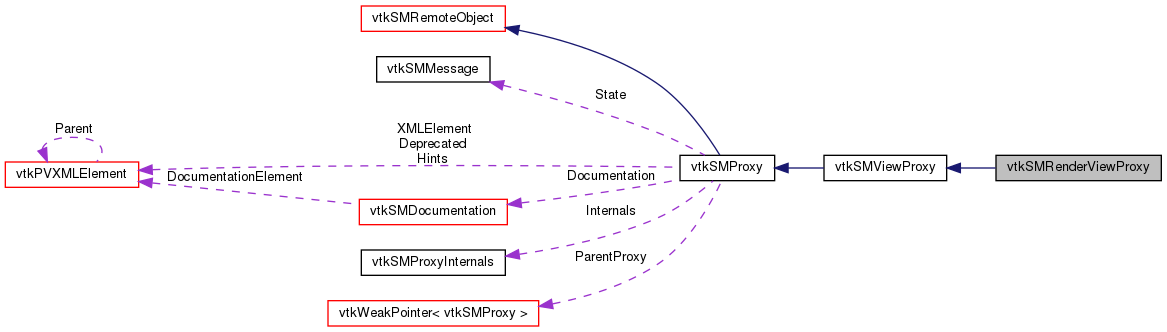 vtkSMRemoteObject
vtkSMMessage
State
Parent
XMLElement
Deprecated
Hints
vtkPVXMLElement
DocumentationElement
Documentation
vtkSMProxy
vtkSMViewProxy
vtkSMRenderViewProxy
vtkSMDocumentation
Internals
vtkSMProxyInternals
ParentProxy
vtkWeakPointer< vtkSMProxy >